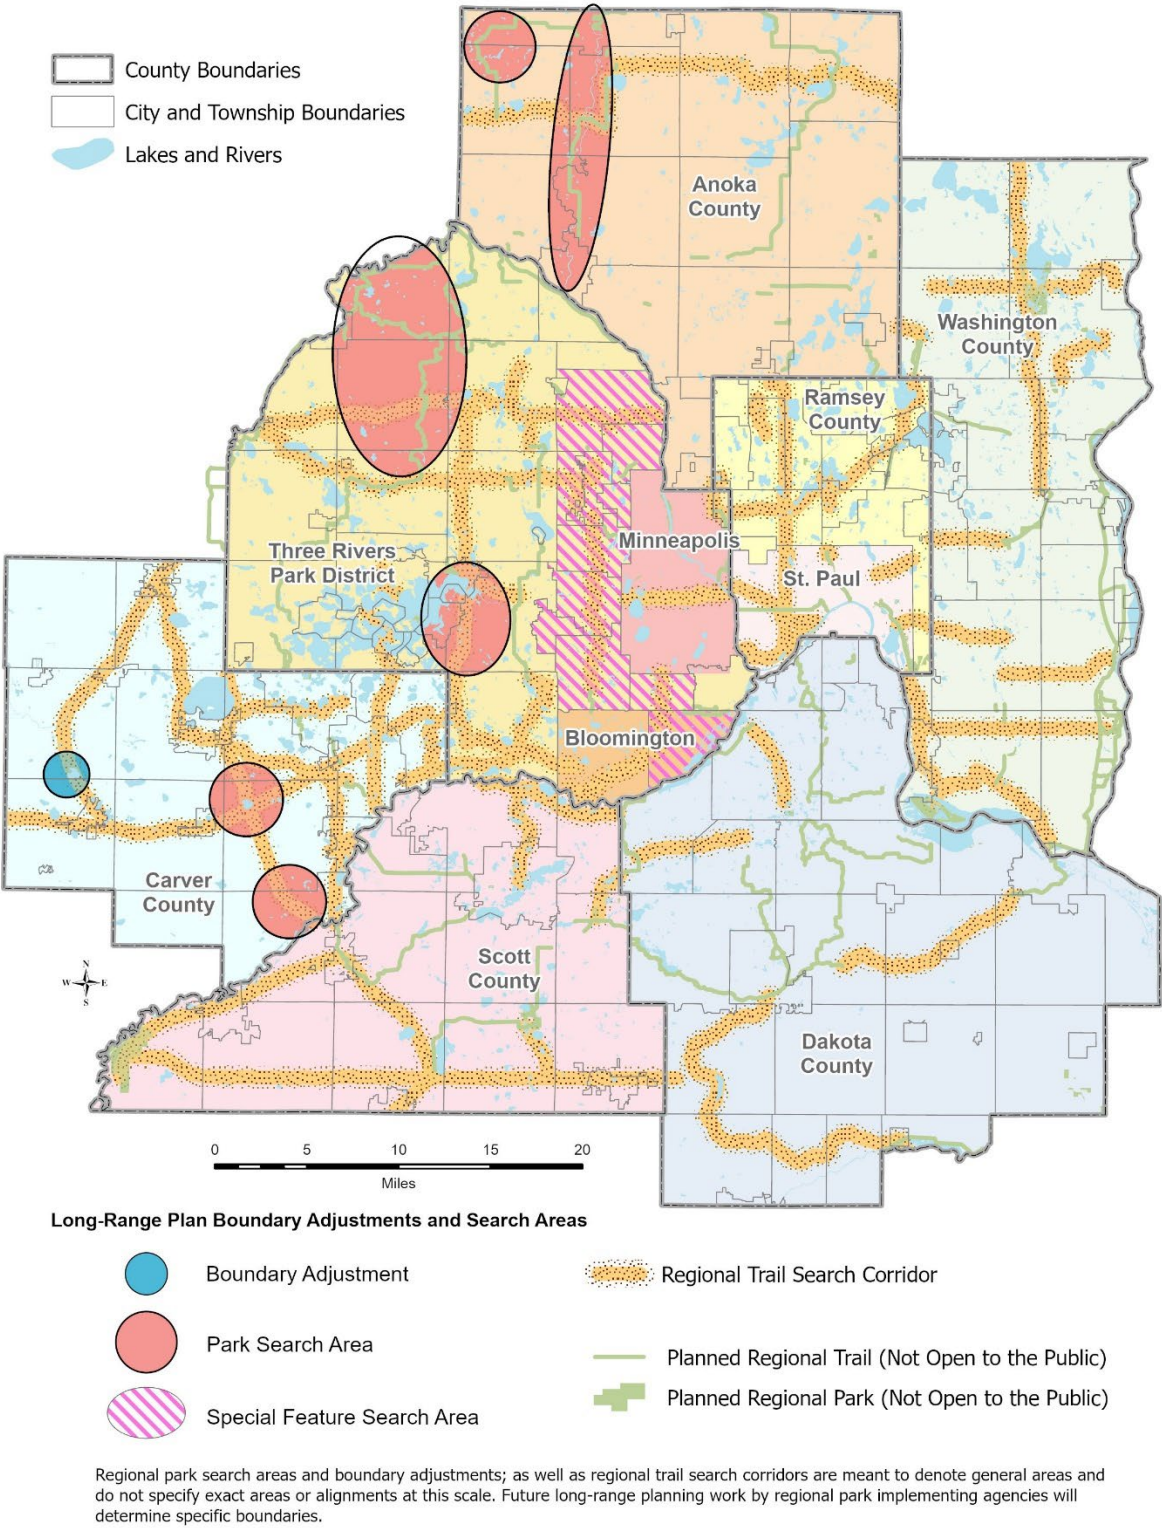 County Boundaries
City and Township Boundaries
Lakes and Rivers
Anoka
County
Washington
County
Ramsey
County
Minneapolis
Three Rivers
Park District
St. Paul
Bloomington
Carver
County
Scott
County
Dakota
County
N
W E
S
0 5 10 15 20
Miles
Long-Range Plan Boundary Adjustments and Search Areas
Boundary Adjustment
Regional Trail Search Corridor
Park Search Area
Planned Regional Trail (Not Open to the Public)
Planned Regional Park (Not Open to the Public)
Special Feature Search Area
Regional park search areas and boundary adjustments; as well as regional trail search corridors are meant to denote general areas and
do not specify exact areas or alignments at this scale. Future long-range planning work by regional park implementing agencies will
determine specific boundaries.